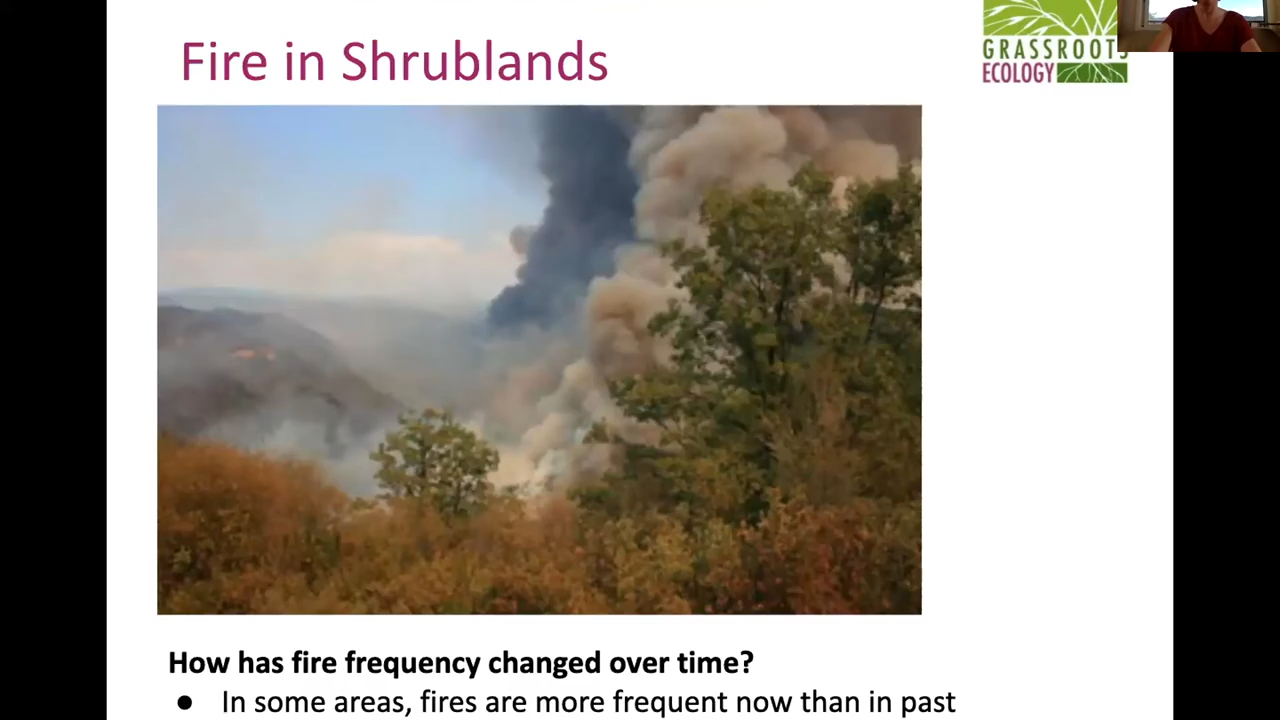 Fire in Shrublands
GRASSROOTS
ECOLOGY
How has fire frequency changed over time?
● In some areas, fires are more frequent now than in past